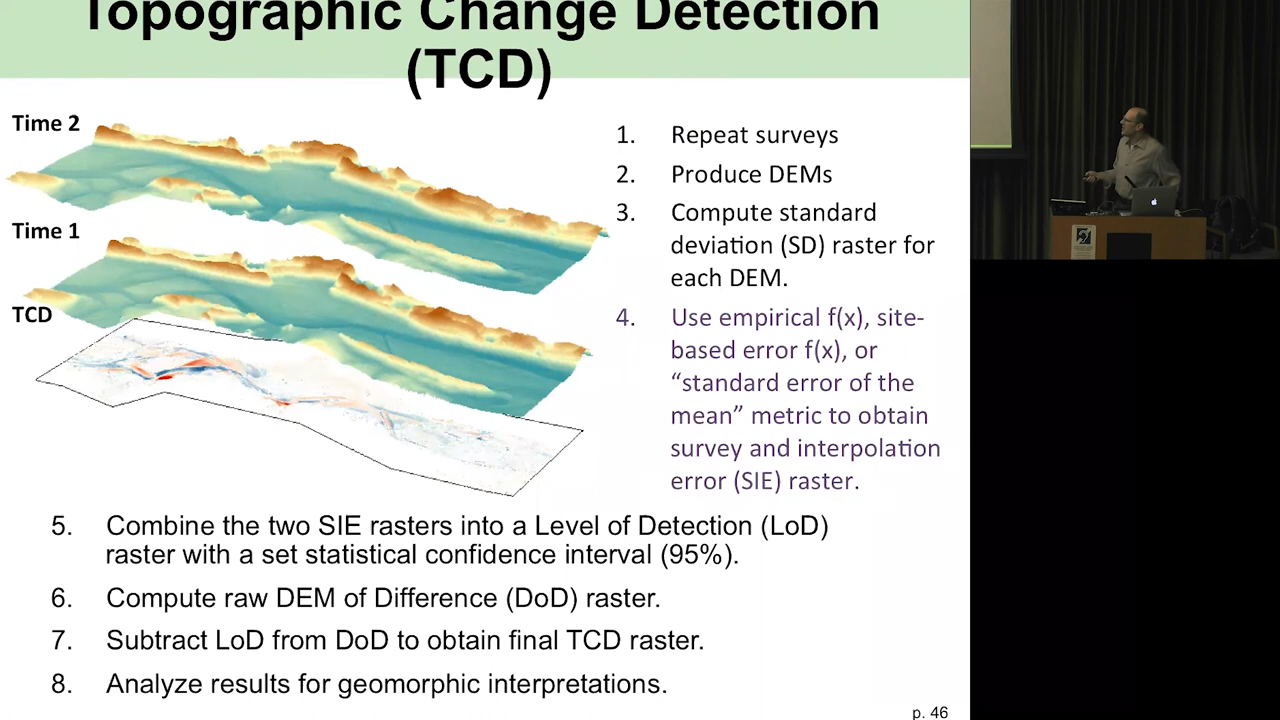 Topographic Change Detection
(TCD)
Time 2
Time 1
TCD
1. Repeat surveys
2. Produce DEMs
3. Compute standard
deviation (SD) raster for
each DEM.
4. Use empirical f(x), site-
based error f(x), or
“standard error of the
mean” metric to obtain
survey and interpolation
error (SIE) raster.
5. Combine the two SIE rasters into a Level of Detection (LoD)
raster with a set statistical confidence interval (95%).
6. Compute raw DEM of Difference (DoD) raster.
7. Subtract LoD from DoD to obtain final TCD raster.
8. Analyze results for geomorphic interpretations.
p. 46